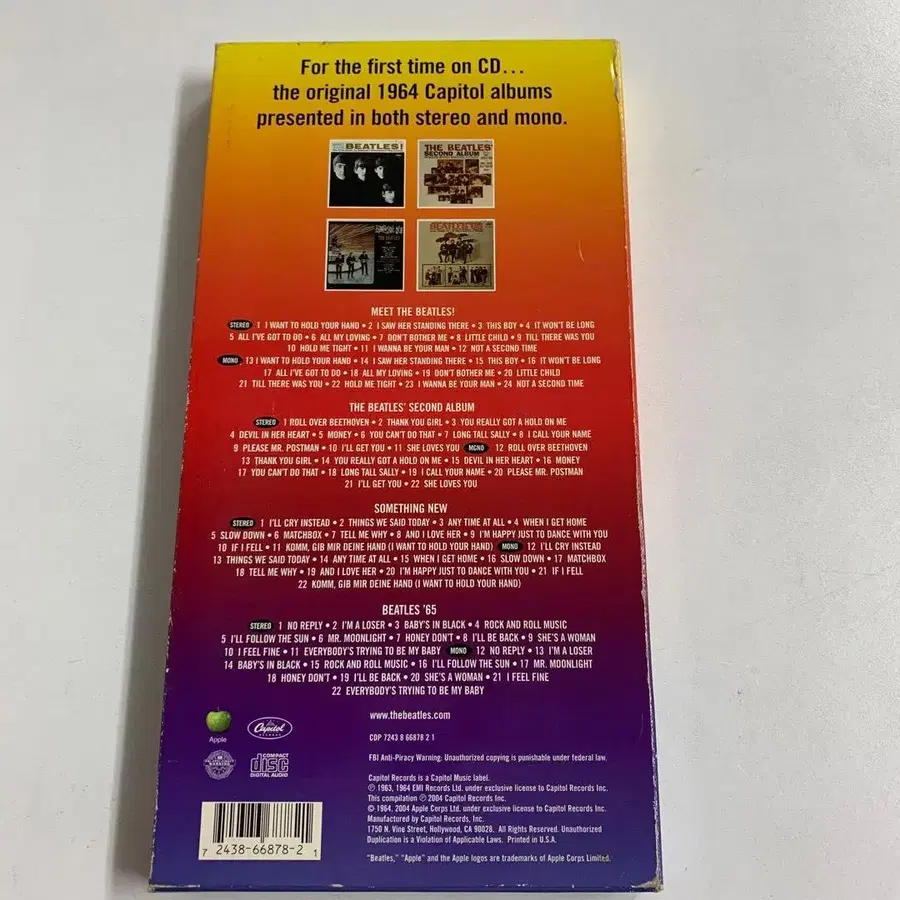 For the first time on CD...
the original 1964 Capitol albums
presented in both stereo and mono.
BEATLES!
THE BEATLES'
SECOND ALBUM
THE BEATLES
BEATLES '65
MEET THE BEATLES!
STEREO 1 I WANT TO HOLD YOUR HAND • 2 I SAW HER STANDING THERE • 3 THIS BOY • 4 IT WON'T BE LONG
5 ALL I'VE GOT TO DO • 6 ALL MY LOVING • 7 DON'T BOTHER ME • 8 LITTLE CHILD • 9 TILL THERE WAS YOU
10 HOLD ME TIGHT • 11 I WANNA BE YOUR MAN • 12 NOT A SECOND TIME
MONO 13 I WANT TO HOLD YOUR HAND • 14 I SAW HER STANDING THERE • 15 THIS BOY • 16 IT WON'T BE LONG
17 ALL I'VE GOT TO DO • 18 ALL MY LOVING • 19 DON'T BOTHER ME • 20 LITTLE CHILD
21 TILL THERE WAS YOU • 22 HOLD ME TIGHT • 23 I WANNA BE YOUR MAN • 24 NOT A SECOND TIME
THE BEATLES' SECOND ALBUM
STEREO 1 ROLL OVER BEETHOVEN • 2 THANK YOU GIRL • 3 YOU REALLY GOT A HOLD ON ME
4 DEVIL IN HER HEART • 5 MONEY • 6 YOU CAN'T DO THAT • 7 LONG TALL SALLY • 8 I CALL YOUR NAME
9 PLEASE MR. POSTMAN • 10 I'LL GET YOU • 11 SHE LOVES YOU MONO 12 ROLL OVER BEETHOVEN
13 THANK YOU GIRL • 14 YOU REALLY GOT A HOLD ON ME • 15 DEVIL IN HER HEART • 16 MONEY
17 YOU CAN'T DO THAT • 18 LONG TALL SALLY • 19 I CALL YOUR NAME • 20 PLEASE MR. POSTMAN
21 I'LL GET YOU • 22 SHE LOVES YOU
SOMETHING NEW
STEREO 1 I'LL CRY INSTEAD • 2 THINGS WE SAID TODAY • 3 ANY TIME AT ALL • 4 WHEN I GET HOME
5 SLOW DOWN • 6 MATCHBOX • 7 TELL ME WHY • 8 AND I LOVE HER • 9 I'M HAPPY JUST TO DANCE WITH YOU
10 IF I FELL • 11 KOMM, GIB MIR DEINE HAND (I WANT TO HOLD YOUR HAND) MONO 12 I'LL CRY INSTEAD
13 THINGS WE SAID TODAY • 14 ANY TIME AT ALL • 15 WHEN I GET HOME • 16 SLOW DOWN • 17 MATCHBOX
18 TELL ME WHY • 19 AND I LOVE HER • 20 I'M HAPPY JUST TO DANCE WITH YOU • 21 IF I FELL
22 KOMM, GIB MIR DEINE HAND (I WANT TO HOLD YOUR HAND)
BEATLES '65
STEREO 1 NO REPLY • 2 I'M A LOSER • 3 BABY'S IN BLACK • 4 ROCK AND ROLL MUSIC
5 I'LL FOLLOW THE SUN • 6 MR. MOONLIGHT • 7 HONEY DON'T • 8 I'LL BE BACK • 9 SHE'S A WOMAN
10 I FEEL FINE • 11 EVERYBODY'S TRYING TO BE MY BABY MONO 12 NO REPLY • 13 I'M A LOSER
14 BABY'S IN BLACK • 15 ROCK AND ROLL MUSIC • 16 I'LL FOLLOW THE SUN • 17 MR. MOONLIGHT
18 HONEY DON'T • 19 I'LL BE BACK • 20 SHE'S A WOMAN • 21 I FEEL FINE
22 EVERYBODY'S TRYING TO BE MY BABY
Apple
Capitol
RECORDS
COMPACT
disc
DIGITAL AUDIO
www.thebeatles.com
CDP 7243 8 66878 2 1
FBI Anti-Piracy Warning: Unauthorized copying is punishable under federal law.
Capitol Records is a Capitol Music label.
℗ 1963, 1964 EMI Records Ltd. under exclusive license to Capitol Records Inc.
This compilation ℗ 2004 Capitol Records Inc.
© 1964, 2004 Apple Corps Ltd. under exclusive license to Capitol Records Inc.
Manufactured by Capitol Records, Inc.
1750 N. Vine Street, Hollywood, CA 90028. All Rights Reserved. Unauthorized
Duplication is a Violation of Applicable Laws. Printed in U.S.A.
"Beatles," "Apple" and the Apple logos are trademarks of Apple Corps Limited.
7 2438-66878-2 1